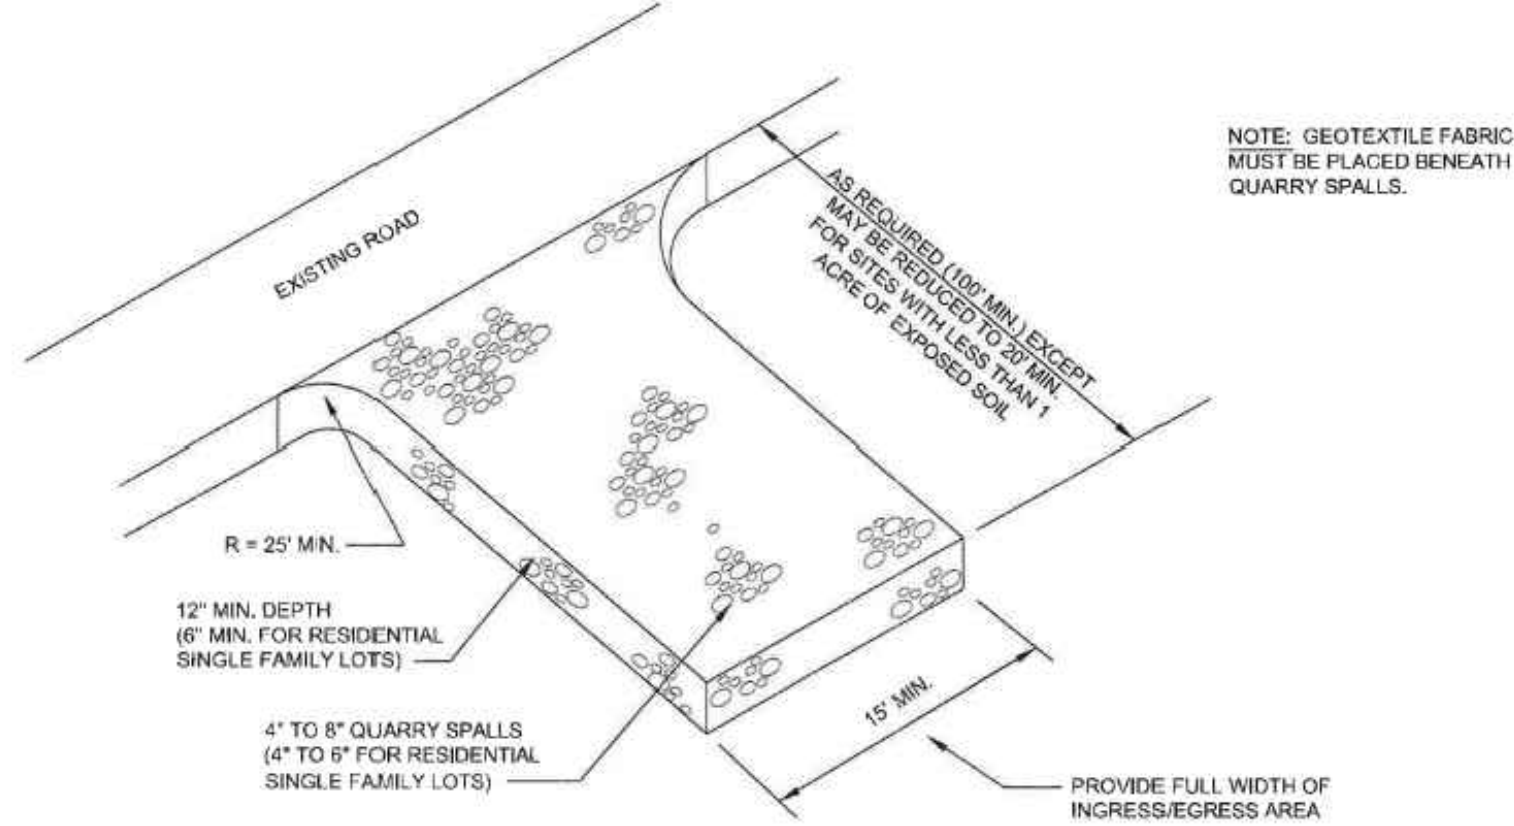 NOTE: GEOTEXTILE FABRIC
MUST BE PLACED BENEATH
QUARRY SPALLS.
EXISTING ROAD
AS REQUIRED (100' MIN.) EXCEPT
MAY BE REDUCED TO 20' MIN.
FOR SITES WITH LESS THAN 1
ACRE OF EXPOSED SOIL
R = 25' MIN.
12" MIN. DEPTH
(6" MIN. FOR RESIDENTIAL
SINGLE FAMILY LOTS)
4" TO 8" QUARRY SPALLS
(4" TO 6" FOR RESIDENTIAL
SINGLE FAMILY LOTS)
15' MIN.
PROVIDE FULL WIDTH OF
INGRESS/EGRESS AREA